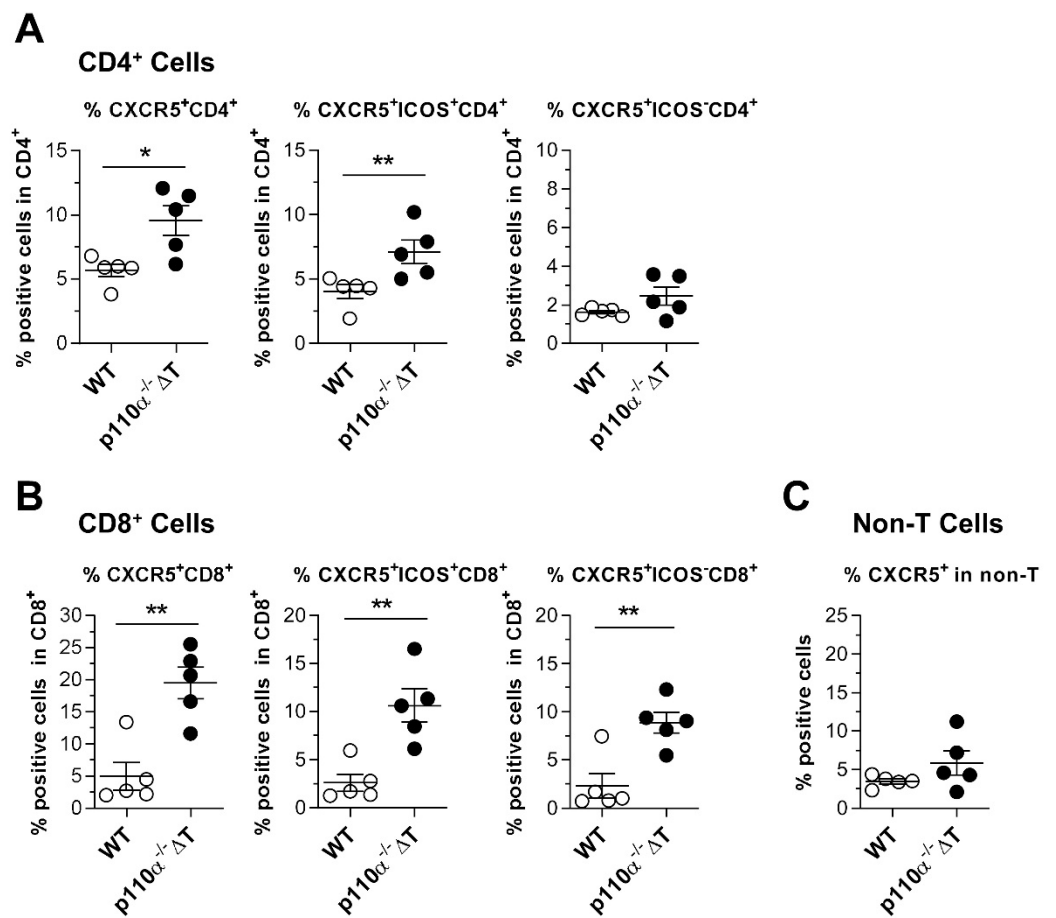 A
CD4⁺ Cells
% CXCR5⁺CD4⁺
% CXCR5⁺ICOS⁺CD4⁺
% CXCR5⁺ICOS⁻CD4⁺
% positive cells in CD4⁺
15
10
5
0
*
WT
p110α⁻/⁻ΔT
% positive cells in CD4⁺
15
10
5
0
**
WT
p110α⁻/⁻ΔT
% positive cells in CD4⁺
10
8
6
4
2
0
WT
p110α⁻/⁻ΔT
B
CD8⁺ Cells
% CXCR5⁺CD8⁺
% CXCR5⁺ICOS⁺CD8⁺
% CXCR5⁺ICOS⁻CD8⁺
% positive cells in CD8⁺
30
25
20
15
10
5
0
**
WT
p110α⁻/⁻ΔT
% positive cells in CD8⁺
20
15
10
5
0
**
WT
p110α⁻/⁻ΔT
% positive cells in CD8⁺
20
15
10
5
0
**
WT
p110α⁻/⁻ΔT
C
Non-T Cells
% CXCR5⁺ in non-T
% positive cells
25
20
15
10
5
0
WT
p110α⁻/⁻ΔT